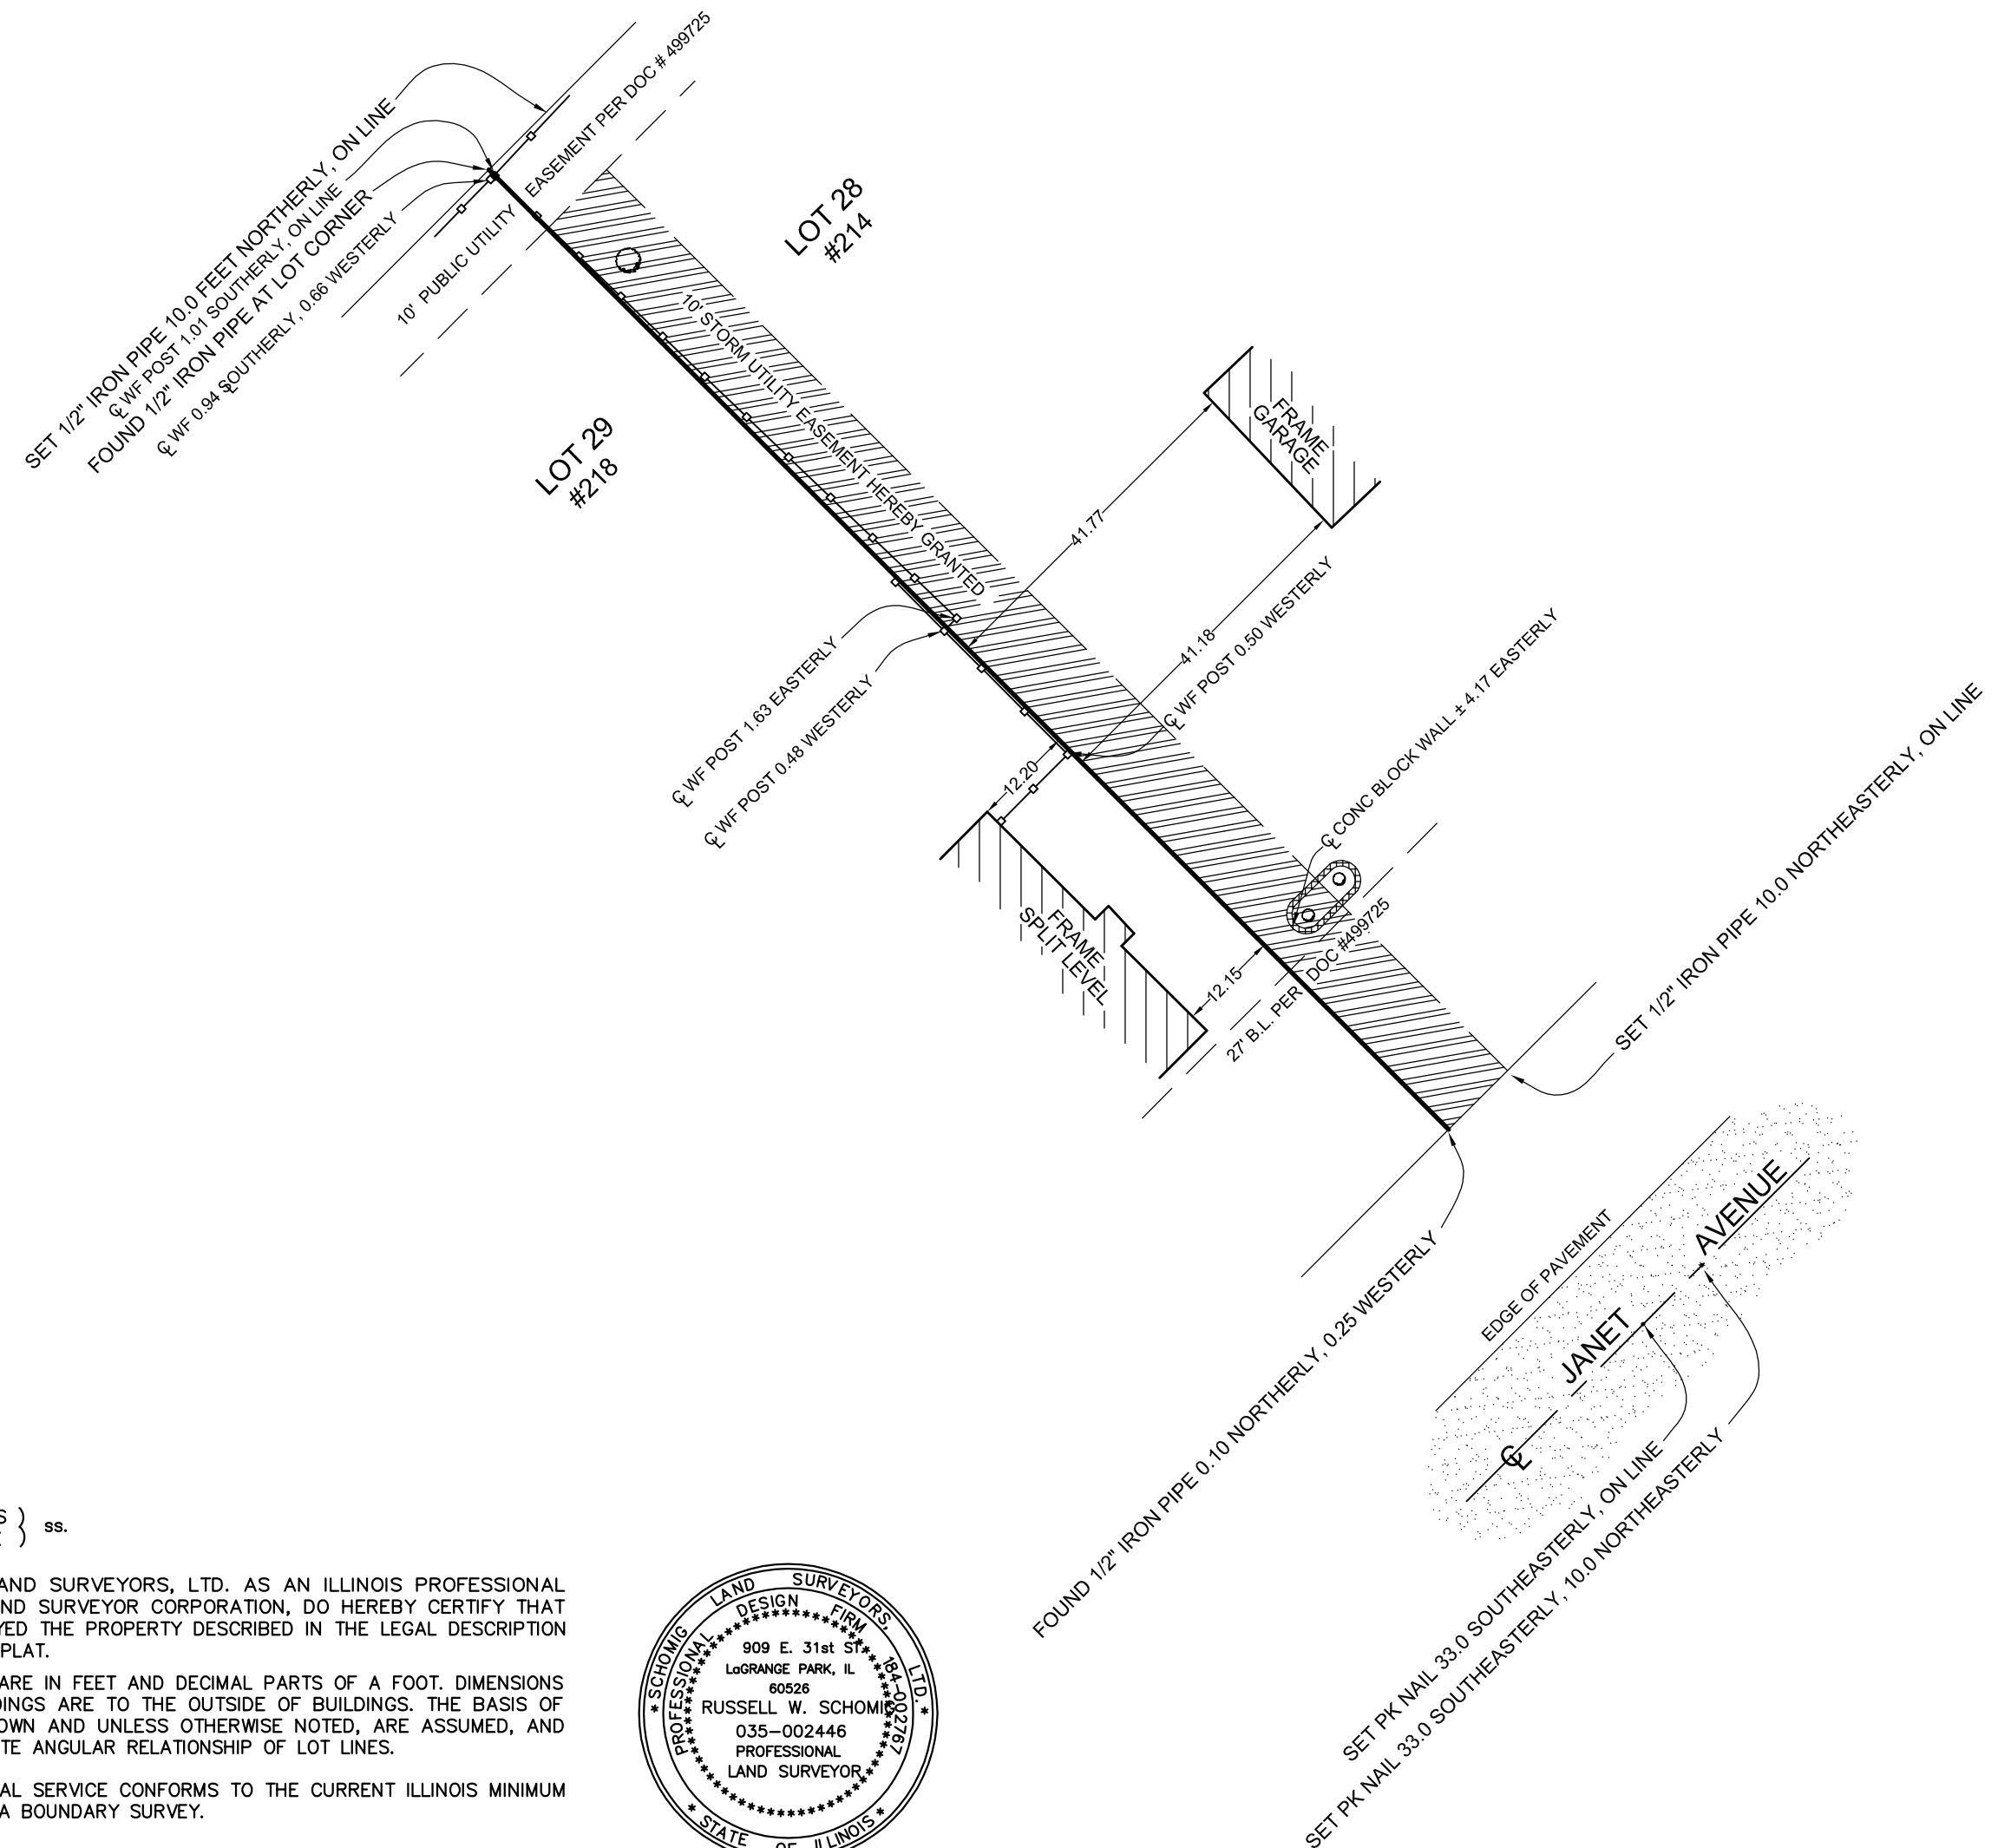 SET 1/2" IRON PIPE 10.0 FEET NORTHERLY, ON LINE
℄ WF POST 1.01 SOUTHERLY, ON LINE
FOUND 1/2" IRON PIPE AT LOT CORNER
℄ WF 0.94 SOUTHERLY, 0.66 WESTERLY
10' PUBLIC UTILITY EASEMENT PER DOC # 499725
LOT 28
#214
LOT 29
#218
10' STORM UTILITY EASEMENT HEREBY GRANTED
FRAME
GARAGE
41.77
41.18
℄ WF POST 0.50 WESTERLY
℄ WF POST 1.63 EASTERLY
℄ WF POST 0.48 WESTERLY
12.20
℄ CONC BLOCK WALL ± 4.17 EASTERLY
FRAME
SPLIT LEVEL
12.15
27' B.L. PER DOC #499725
SET 1/2" IRON PIPE 10.0 NORTHEASTERLY, ON LINE
FOUND 1/2" IRON PIPE 0.10 NORTHERLY, 0.25 WESTERLY
EDGE OF PAVEMENT
℄ JANET AVENUE
SET PK NAIL 33.0 SOUTHEASTERLY, ON LINE
SET PK NAIL 33.0 SOUTHEASTERLY, 10.0 NORTHEASTERLY
S
ss.
AND SURVEYORS, LTD. AS AN ILLINOIS PROFESSIONAL
ND SURVEYOR CORPORATION, DO HEREBY CERTIFY THAT
YED THE PROPERTY DESCRIBED IN THE LEGAL DESCRIPTION
PLAT.
ARE IN FEET AND DECIMAL PARTS OF A FOOT. DIMENSIONS
DINGS ARE TO THE OUTSIDE OF BUILDINGS. THE BASIS OF
OWN AND UNLESS OTHERWISE NOTED, ARE ASSUMED, AND
TE ANGULAR RELATIONSHIP OF LOT LINES.
AL SERVICE CONFORMS TO THE CURRENT ILLINOIS MINIMUM
A BOUNDARY SURVEY.
* SCHOMIG LAND SURVEYORS, LTD. *
PROFESSIONAL DESIGN FIRM 184-002767
909 E. 31st ST.
LaGRANGE PARK, IL
60526
RUSSELL W. SCHOMIG
035-002446
PROFESSIONAL
LAND SURVEYOR
* STATE OF ILLINOIS *